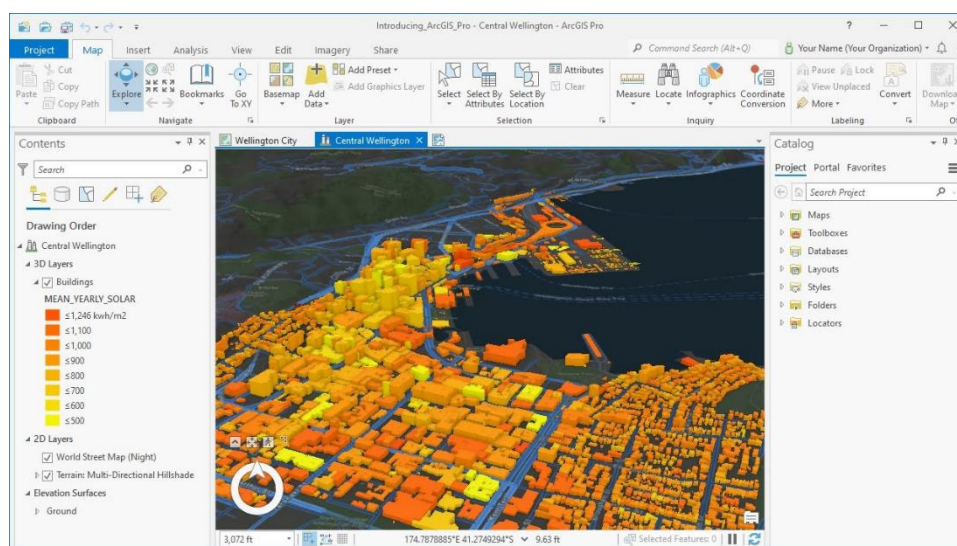 Introducing_ArcGIS_Pro - Central Wellington - ArcGIS Pro
?
Project Map Insert Analysis View Edit Imagery Share
Command Search (Alt+Q)
Your Name (Your Organization)
Paste
Cut
Copy
Copy Path
Clipboard
Explore
Bookmarks
Go To XY
Navigate
Basemap
Add Data
Add Preset
Add Graphics Layer
Layer
Select
Select By Attributes
Select By Location
Attributes
Clear
Selection
Measure
Locate
Infographics
Coordinate Conversion
Inquiry
Pause
Lock
View Unplaced
More
Convert
Labeling
Download Map
Contents
Search
Drawing Order
Central Wellington
3D Layers
Buildings
MEAN_YEARLY_SOLAR
≤1,246 kwh/m2
≤1,100
≤1,000
≤900
≤800
≤700
≤600
≤500
2D Layers
World Street Map (Night)
Terrain: Multi-Directional Hillshade
Elevation Surfaces
Ground
Wellington City
Central Wellington
3,072 ft
174.7878885°E 41.2749294°S
9.63 ft
Selected Features: 0
Catalog
Project Portal Favorites
Search Project
Maps
Toolboxes
Databases
Layouts
Styles
Folders
Locators